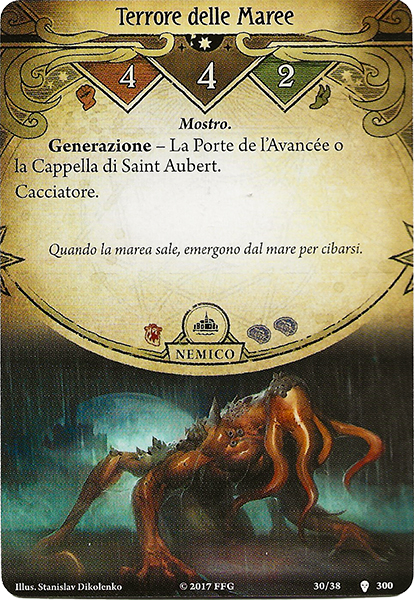 Terrore delle Maree
4 4 2
Mostro.
Generazione – La Porte de l'Avancée o
la Cappella di Saint Aubert.
Cacciatore.
Quando la marea sale, emergono dal mare per cibarsi.
NEMICO
Illus. Stanislav Dikolenko © 2017 FFG 30/38 300